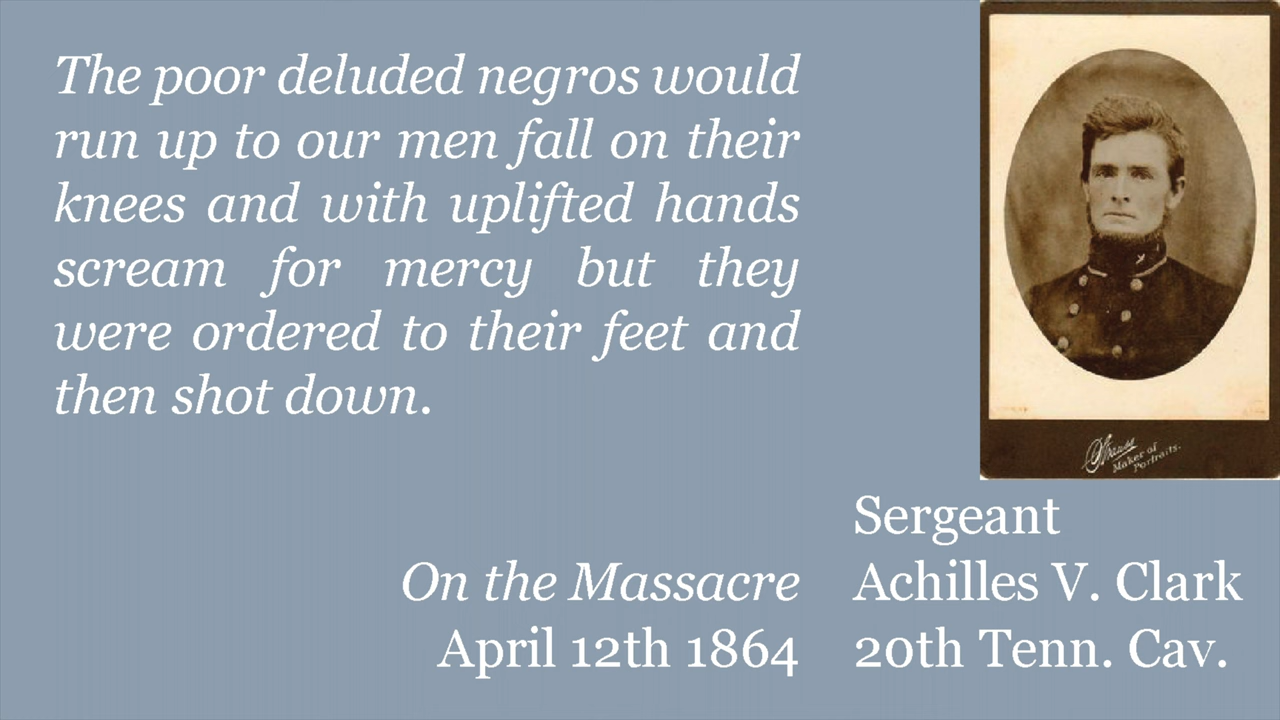 The poor deluded negros would
run up to our men fall on their
knees and with uplifted hands
scream for mercy but they
were ordered to their feet and
then shot down.
On the Massacre
April 12th 1864
Strauss
Maker of
Portraits.
Sergeant
Achilles V. Clark
20th Tenn. Cav.